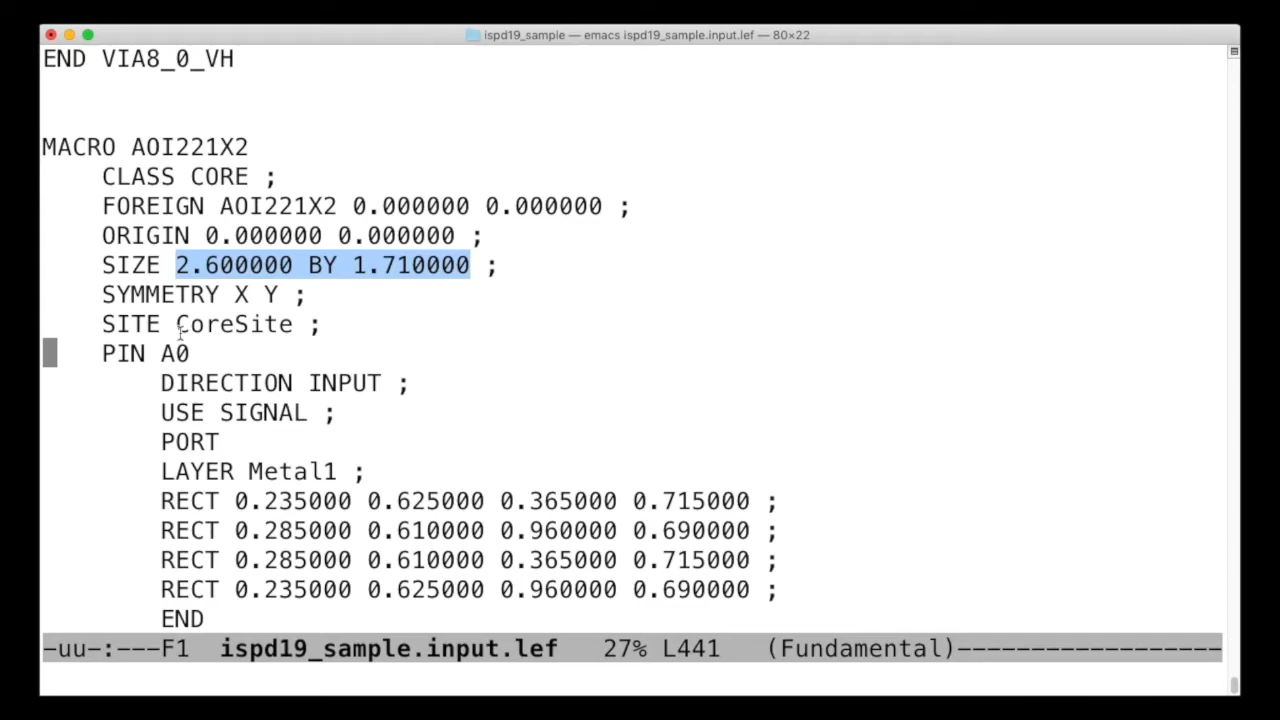 ispd19_sample — emacs ispd19_sample.input.lef — 80×22
END VIA8_0_VH
MACRO AOI221X2
CLASS CORE ;
FOREIGN AOI221X2 0.000000 0.000000 ;
ORIGIN 0.000000 0.000000 ;
SIZE 2.600000 BY 1.710000 ;
SYMMETRY X Y ;
SITE CoreSite ;
PIN A0
DIRECTION INPUT ;
USE SIGNAL ;
PORT
LAYER Metal1 ;
RECT 0.235000 0.625000 0.365000 0.715000 ;
RECT 0.285000 0.610000 0.960000 0.690000 ;
RECT 0.285000 0.610000 0.365000 0.715000 ;
RECT 0.235000 0.625000 0.960000 0.690000 ;
END
-uu-:---F1 ispd19_sample.input.lef 27% L441 (Fundamental)------------------